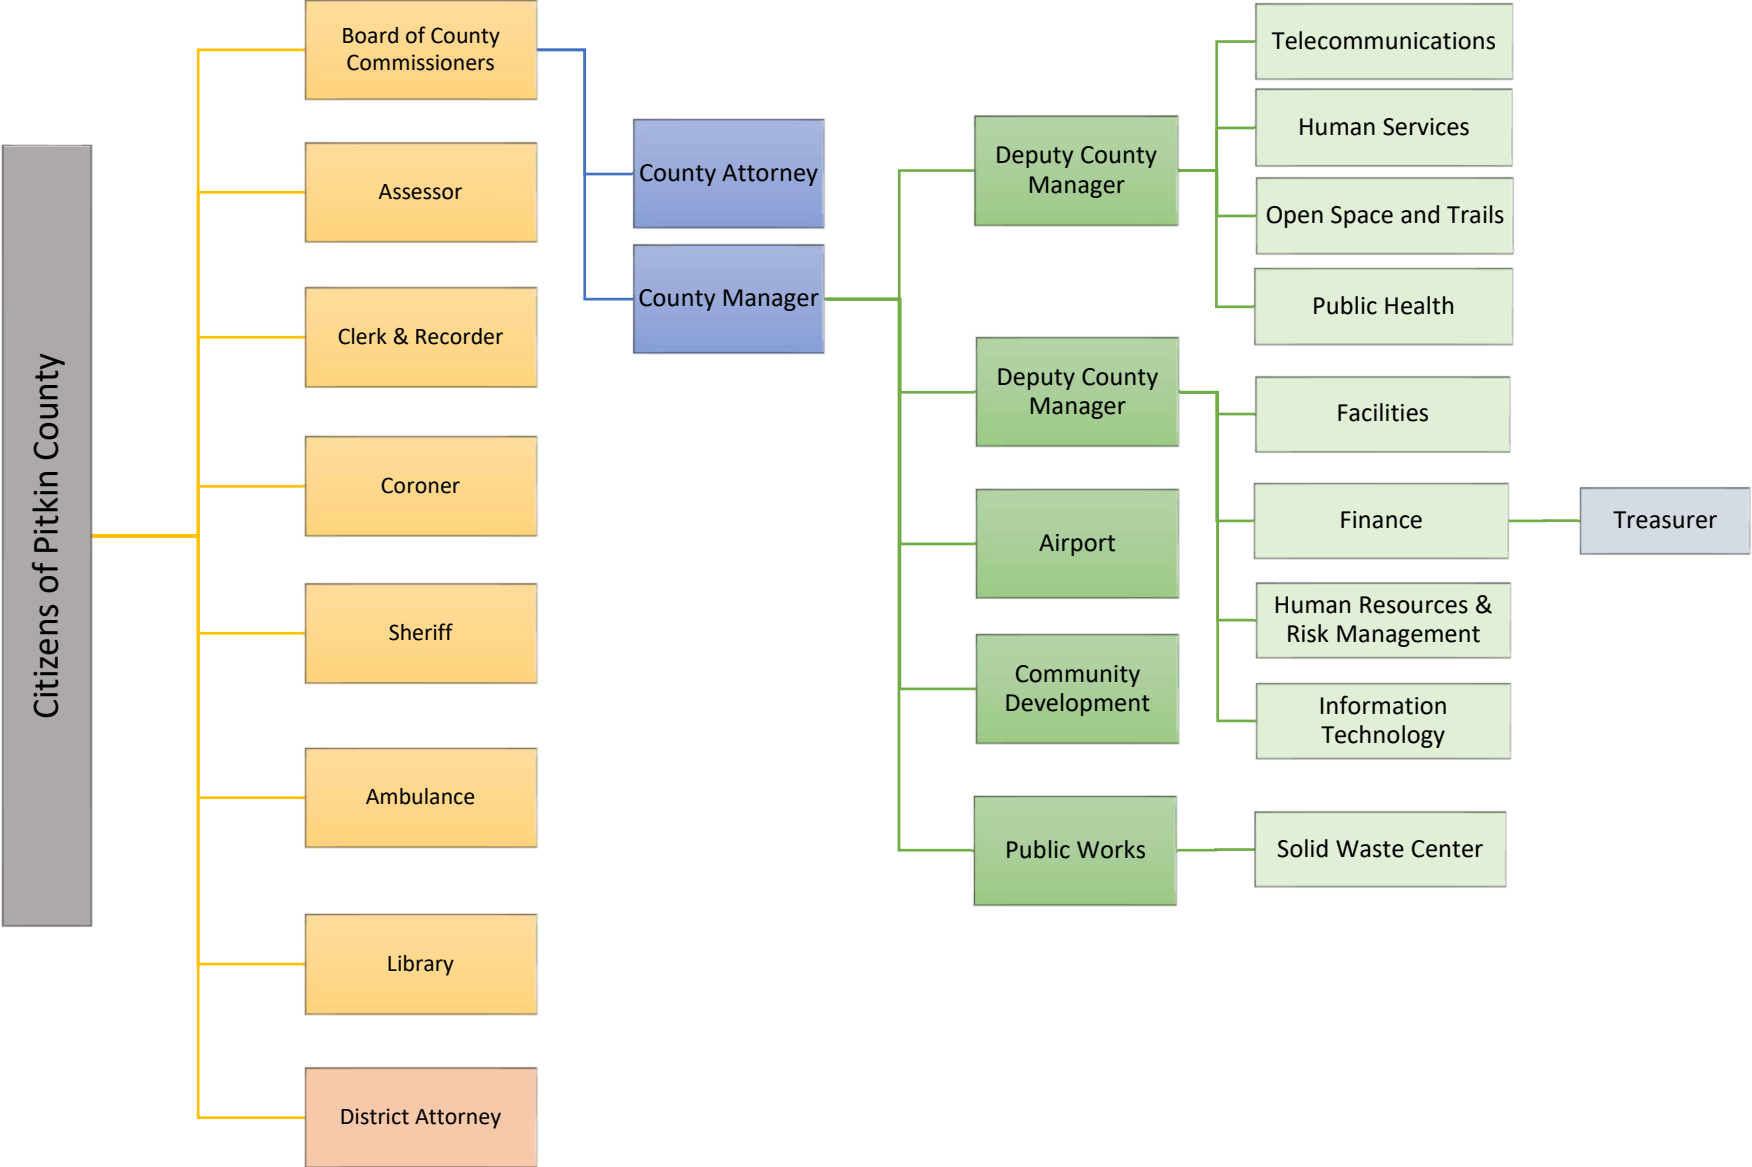 Citizens of Pitkin County
Board of County
Commissioners
Assessor
Clerk & Recorder
Coroner
Sheriff
Ambulance
Library
District Attorney
County Attorney
County Manager
Deputy County
Manager
Deputy County
Manager
Airport
Community
Development
Public Works
Telecommunications
Human Services
Open Space and Trails
Public Health
Facilities
Finance
Human Resources &
Risk Management
Information
Technology
Solid Waste Center
Treasurer